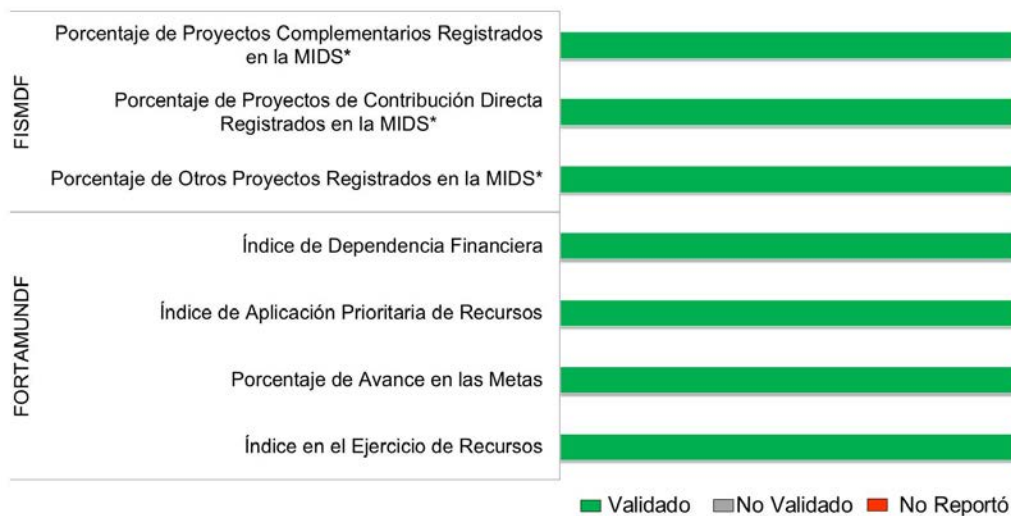 FISMDF
Porcentaje de Proyectos Complementarios Registrados
en la MIDS*
Porcentaje de Proyectos de Contribución Directa
Registrados en la MIDS*
Porcentaje de Otros Proyectos Registrados en la MIDS*
FORTAMUNDF
Índice de Dependencia Financiera
Índice de Aplicación Prioritaria de Recursos
Porcentaje de Avance en las Metas
Índice en el Ejercicio de Recursos
Validado No Validado No Reportó